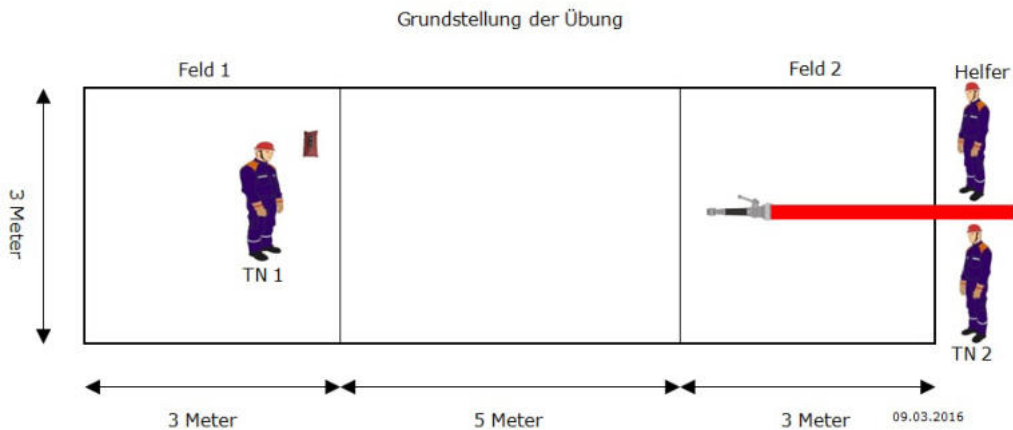 Grundstellung der Übung
Feld 1
Feld 2
Helfer
3 Meter
TN 1
TN 2
3 Meter
5 Meter
3 Meter
09.03.2016